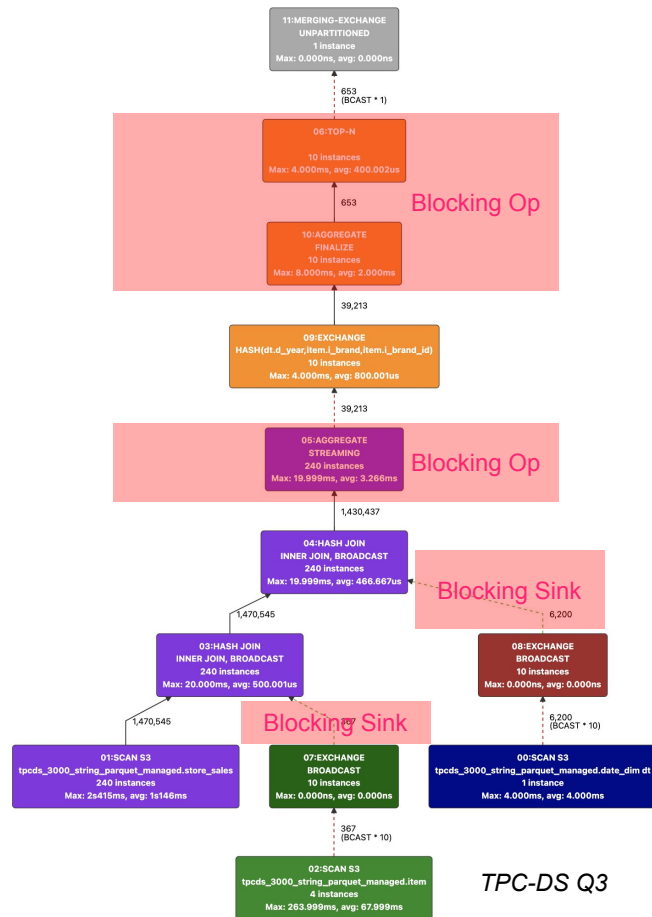 11:MERGING-EXCHANGE
UNPARTITIONED
1 instance
Max: 0.000ns, avg: 0.000ns
653
(BCAST * 1)
06:TOP-N
10 instances
Max: 4.000ms, avg: 400.002us
Blocking Op
653
10:AGGREGATE
FINALIZE
10 instances
Max: 8.000ms, avg: 2.000ms
39,213
09:EXCHANGE
HASH(dt.d_year,item.i_brand,item.i_brand_id)
10 instances
Max: 4.000ms, avg: 800.001us
39,213
05:AGGREGATE
STREAMING
240 instances
Max: 19.999ms, avg: 3.266ms
Blocking Op
1,430,437
04:HASH JOIN
INNER JOIN, BROADCAST
240 instances
Max: 19.999ms, avg: 466.667us
Blocking Sink
1,470,545
6,200
03:HASH JOIN
INNER JOIN, BROADCAST
240 instances
Max: 20.000ms, avg: 500.001us
08:EXCHANGE
BROADCAST
10 instances
Max: 0.000ns, avg: 0.000ns
1,470,545
Blocking Sink
367
6,200
(BCAST * 10)
01:SCAN S3
tpcds_3000_string_parquet_managed.store_sales
240 instances
Max: 2s415ms, avg: 1s146ms
07:EXCHANGE
BROADCAST
10 instances
Max: 0.000ns, avg: 0.000ns
00:SCAN S3
tpcds_3000_string_parquet_managed.date_dim dt
1 instance
Max: 4.000ms, avg: 4.000ms
367
(BCAST * 10)
02:SCAN S3
tpcds_3000_string_parquet_managed.item
4 instances
Max: 263.999ms, avg: 67.999ms
TPC-DS Q3